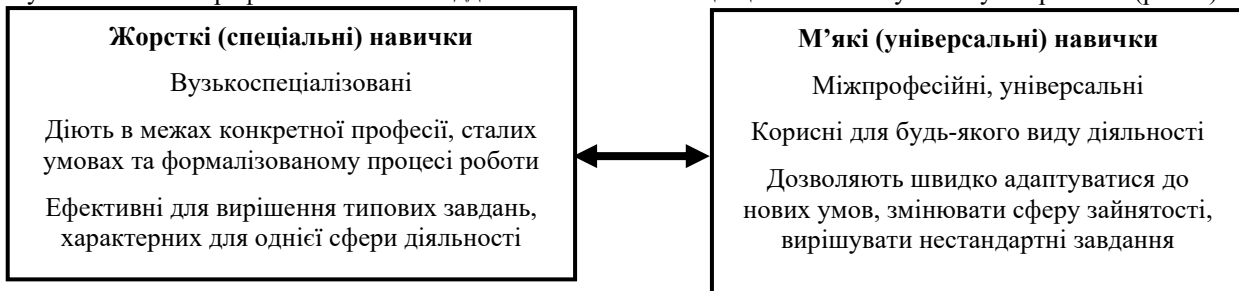 Жорсткі (спеціальні) навички
Вузькоспеціалізовані
Діють в межах конкретної професії, сталих
умовах та формалізованому процесі роботи
Ефективні для вирішення типових завдань,
характерних для однієї сфери діяльності
М’які (універсальні) навички
Міжпрофесійні, універсальні
Корисні для будь-якого виду діяльності
Дозволяють швидко адаптуватися до
нових умов, змінювати сферу зайнятості,
вирішувати нестандартні завдання